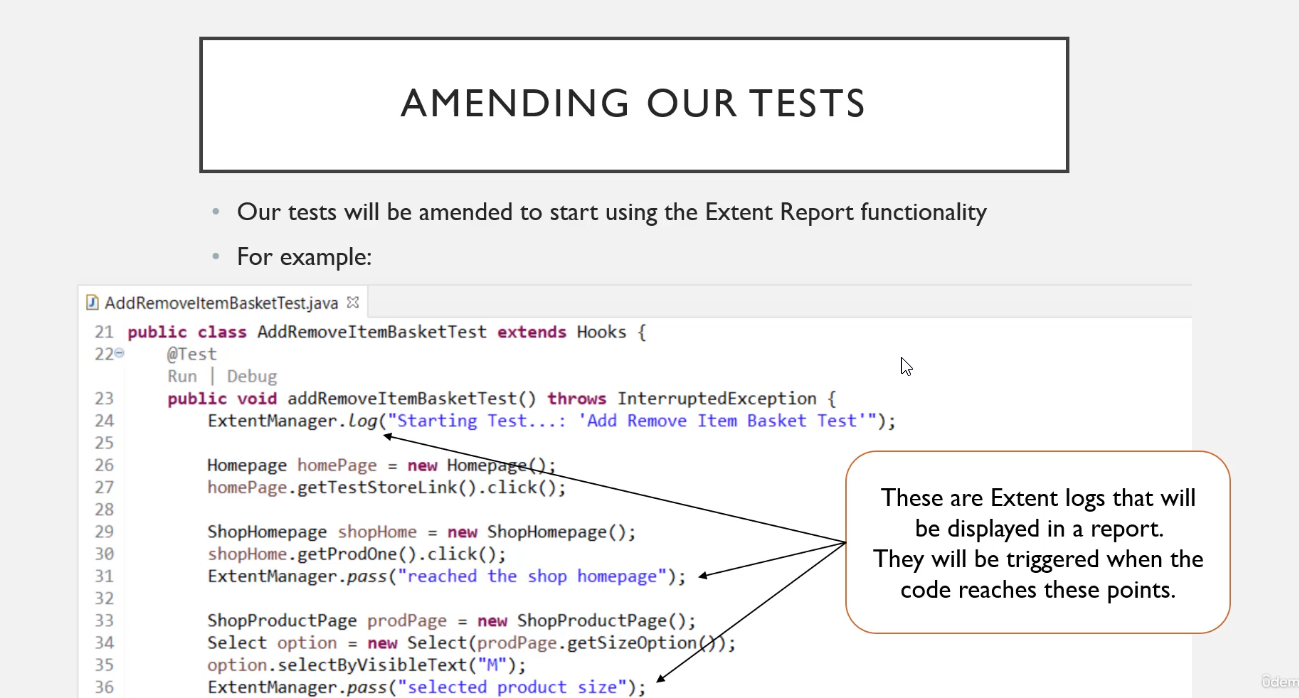 AMENDING OUR TESTS
• Our tests will be amended to start using the Extent Report functionality
• For example:
AddRemoveItemBasketTest.java
21 public class AddRemoveItemBasketTest extends Hooks {
22 @Test
Run | Debug
23 public void addRemoveItemBasketTest() throws InterruptedException {
24 ExtentManager.log("Starting Test...: 'Add Remove Item Basket Test'");
25
26 Homepage homePage = new Homepage();
27 homePage.getTestStoreLink().click();
28
29 ShopHomepage shopHome = new ShopHomepage();
30 shopHome.getProdOne().click();
31 ExtentManager.pass("reached the shop homepage");
32
33 ShopProductPage prodPage = new ShopProductPage();
34 Select option = new Select(prodPage.getSizeOption());
35 option.selectByVisibleText("M");
36 ExtentManager.pass("selected product size");
These are Extent logs that will
be displayed in a report.
They will be triggered when the
code reaches these points.